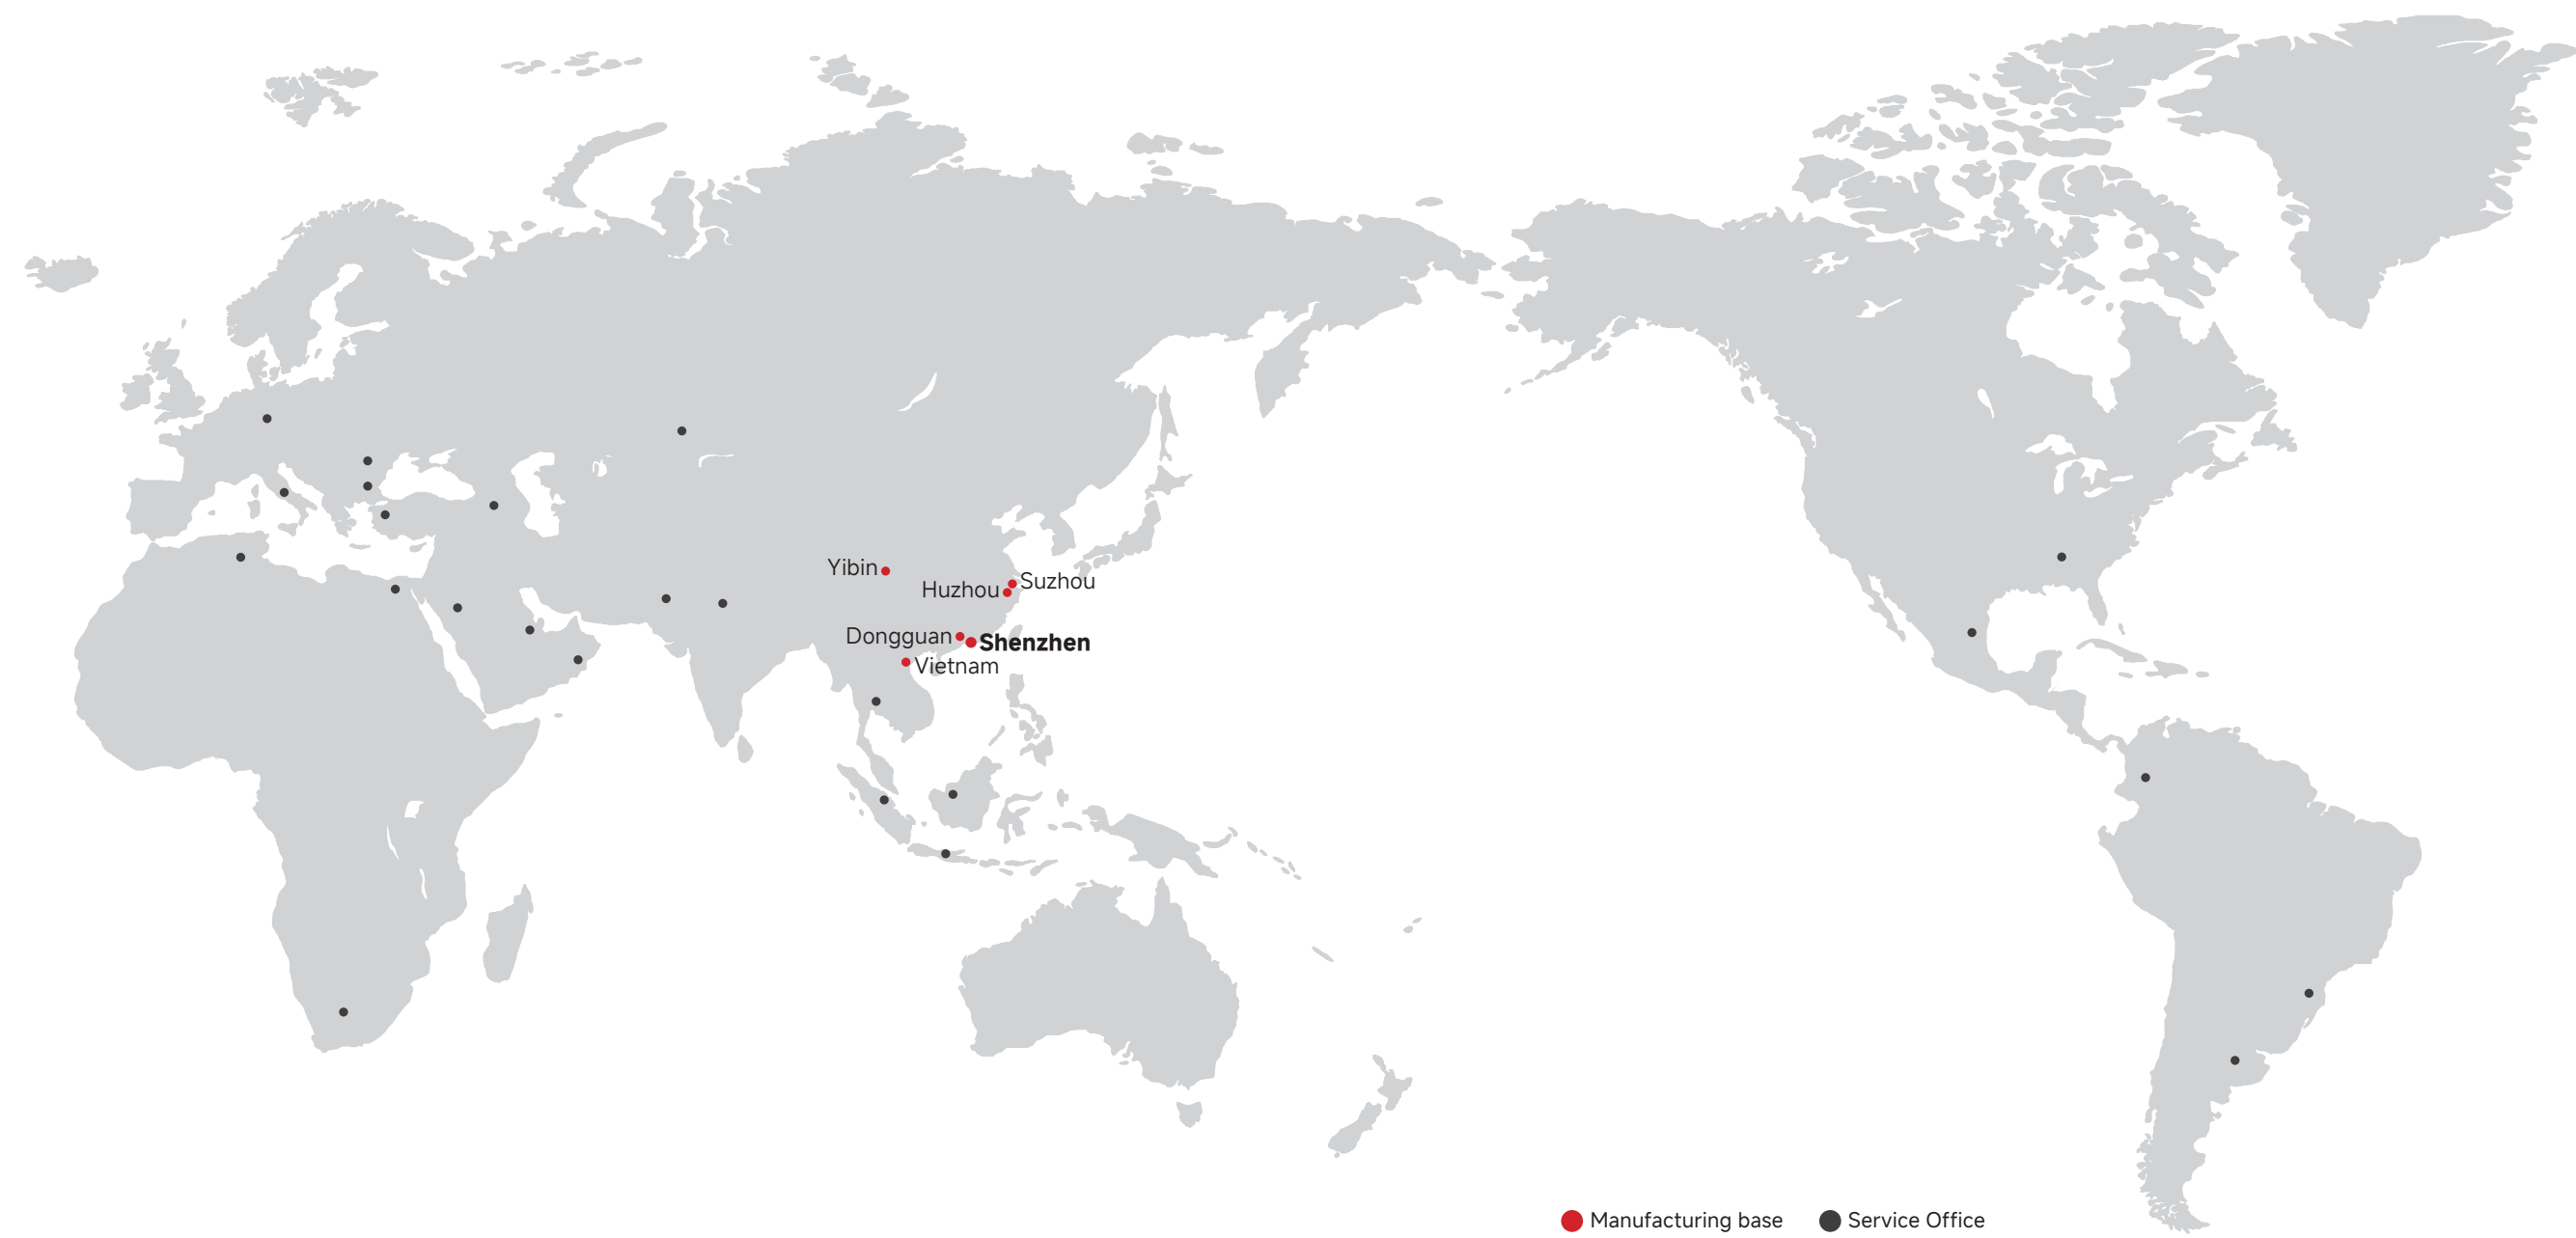 Yibin
Suzhou
Huzhou
Dongguan
Shenzhen
Vietnam
Manufacturing base
Service Office